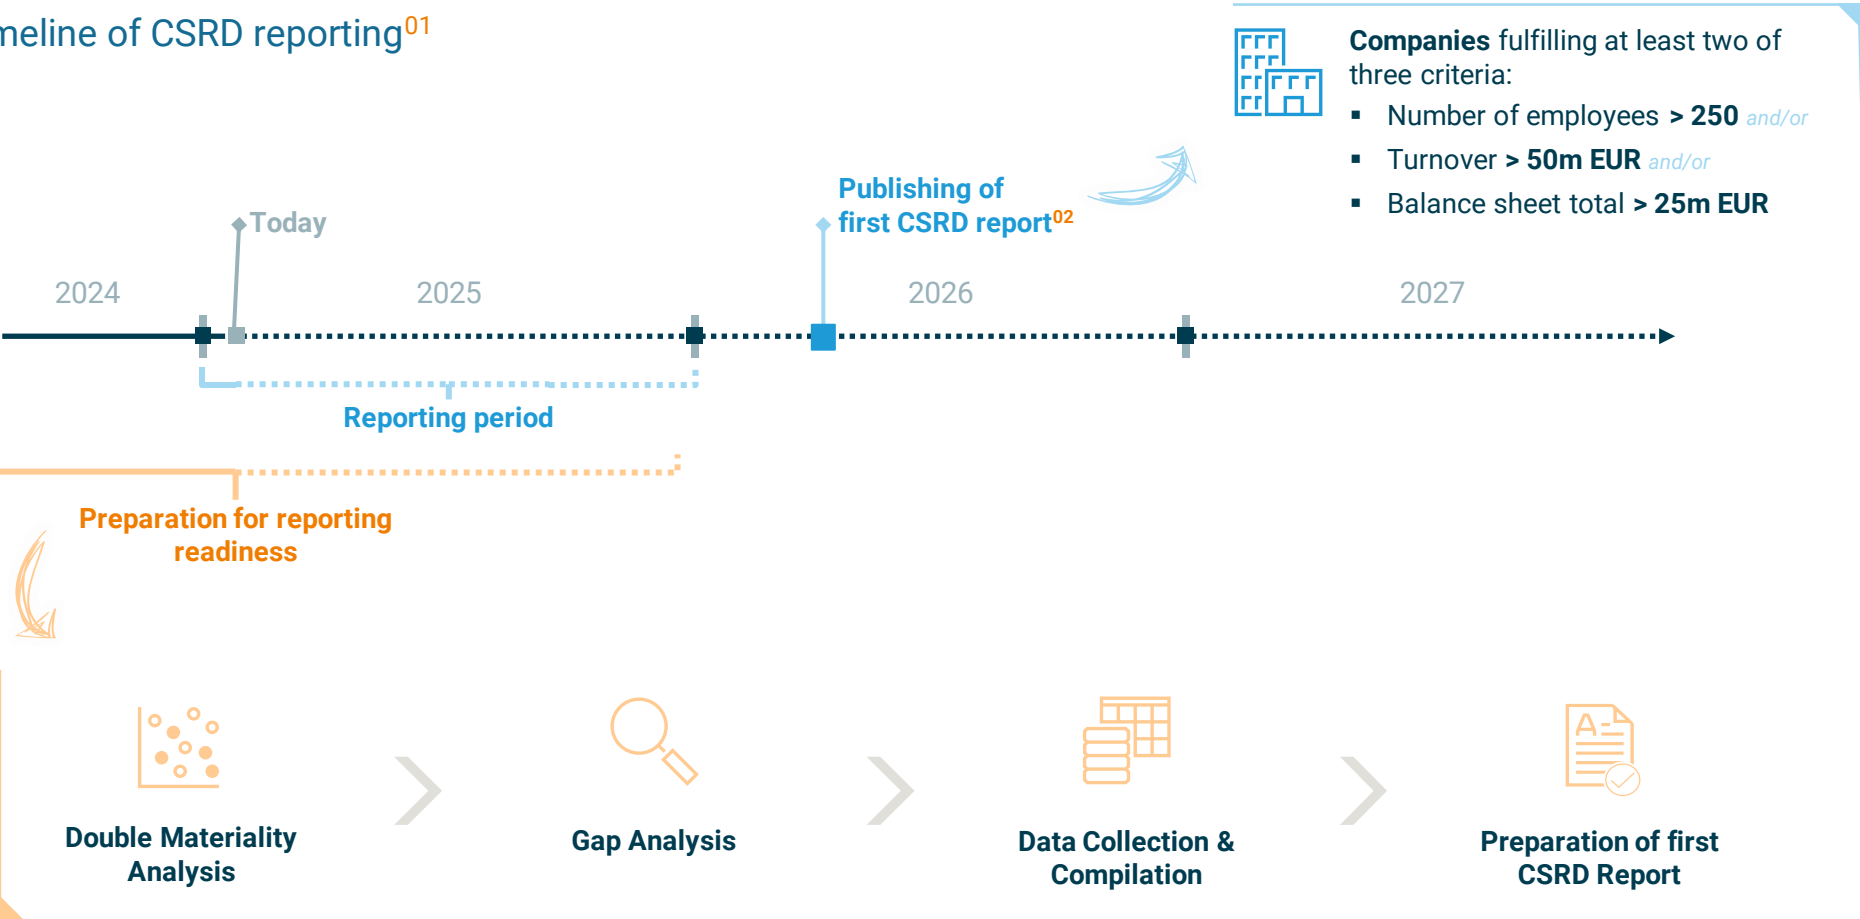 meline of CSRD reporting01
Companies fulfilling at least two of
three criteria:
▪ Number of employees > 250 and/or
▪ Turnover > 50m EUR and/or
▪ Balance sheet total > 25m EUR
Publishing of
first CSRD report02
Today
2024
2025
2026
2027
Reporting period
Preparation for reporting
readiness
Double Materiality
Analysis
Gap Analysis
Data Collection &
Compilation
A-
Preparation of first
CSRD Report